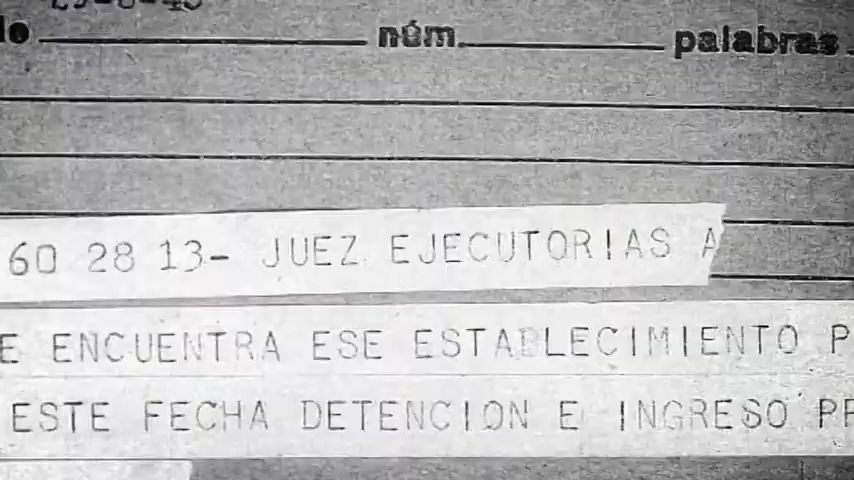 núm. palabras
60 28 13- JUEZ EJECUTORIAS A
E ENCUENTRA ESE ESTABLECIMIENTO P
ESTE FECHA DETENCION E INGRESO PR